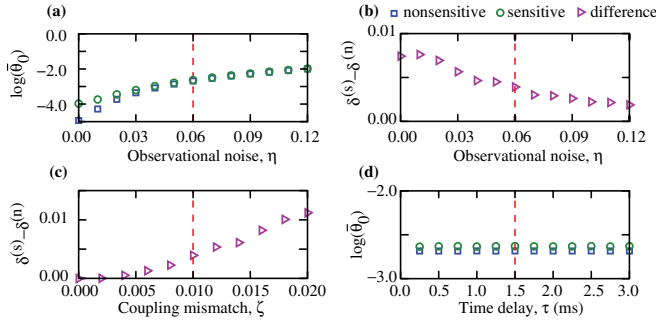 nonsensitive sensitive difference
(a)
(b)
0.0
−2.0
−4.0
log(θ̄₀)
0.00 0.03 0.06 0.09 0.12
Observational noise, η
0.01
0.00
δ⁽ˢ⁾−δ⁽ⁿ⁾
0.00 0.03 0.06 0.09 0.12
Observational noise, η
(c)
(d)
0.01
0.00
δ⁽ˢ⁾−δ⁽ⁿ⁾
0.000 0.005 0.010 0.015 0.020
Coupling mismatch, ζ
−2.0
−3.0
log(θ̄₀)
0.0 0.5 1.0 1.5 2.0 2.5 3.0
Time delay, τ (ms)